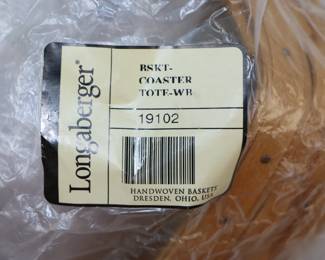 Longaberger®
BSKT-
COASTER
TOTE-WB
19102
HANDWOVEN BASKETS
DRESDEN, OHIO, USA